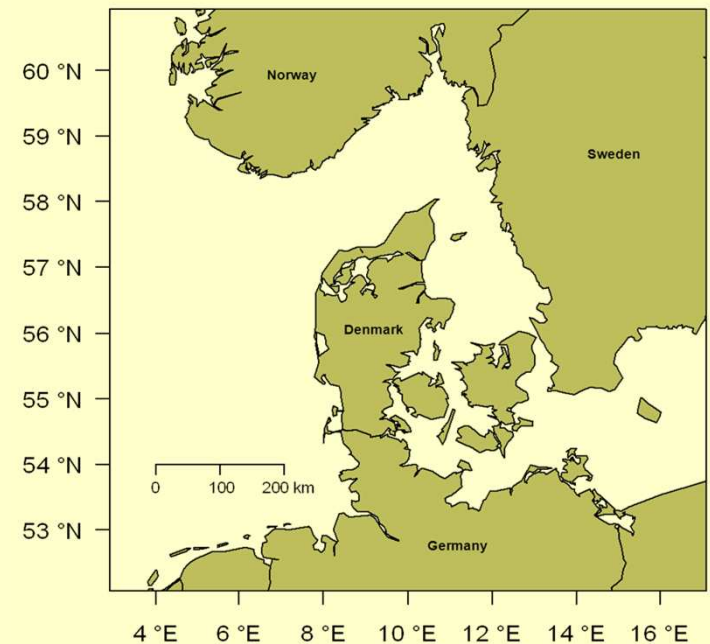 60 °N
Norway
59 °N
Sweden
58 °N
57 °N
56 °N
Denmark
55 °N
54 °N
0 100 200 km
53 °N
Germany
4 °E 6 °E 8 °E 10 °E 12 °E 14 °E 16 °E